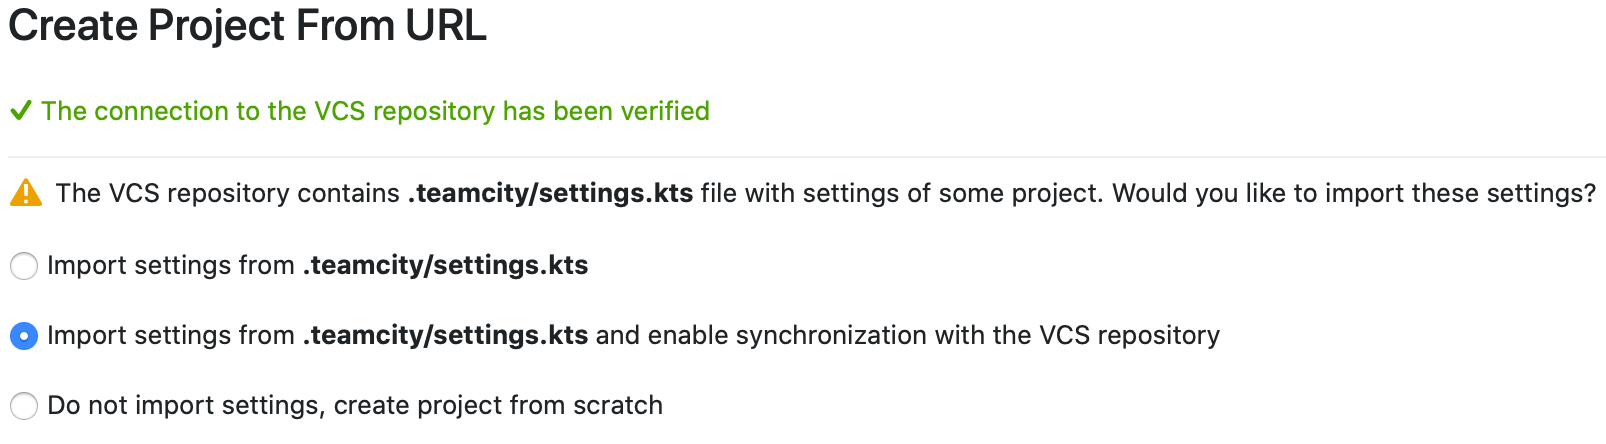 Create Project From URL
The connection to the VCS repository has been verified
The VCS repository contains .teamcity/settings.kts file with settings of some project. Would you like to import these settings?
Import settings from .teamcity/settings.kts
Import settings from .teamcity/settings.kts and enable synchronization with the VCS repository
Do not import settings, create project from scratch